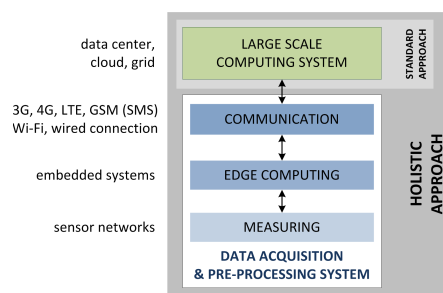 data center,
cloud, grid
LARGE SCALE
COMPUTING SYSTEM
STANDARD
APPROACH
3G, 4G, LTE, GSM (SMS)
Wi-Fi, wired connection
COMMUNICATION
embedded systems
EDGE COMPUTING
sensor networks
MEASURING
DATA ACQUISITION
& PRE-PROCESSING SYSTEM
HOLISTIC
APPROACH